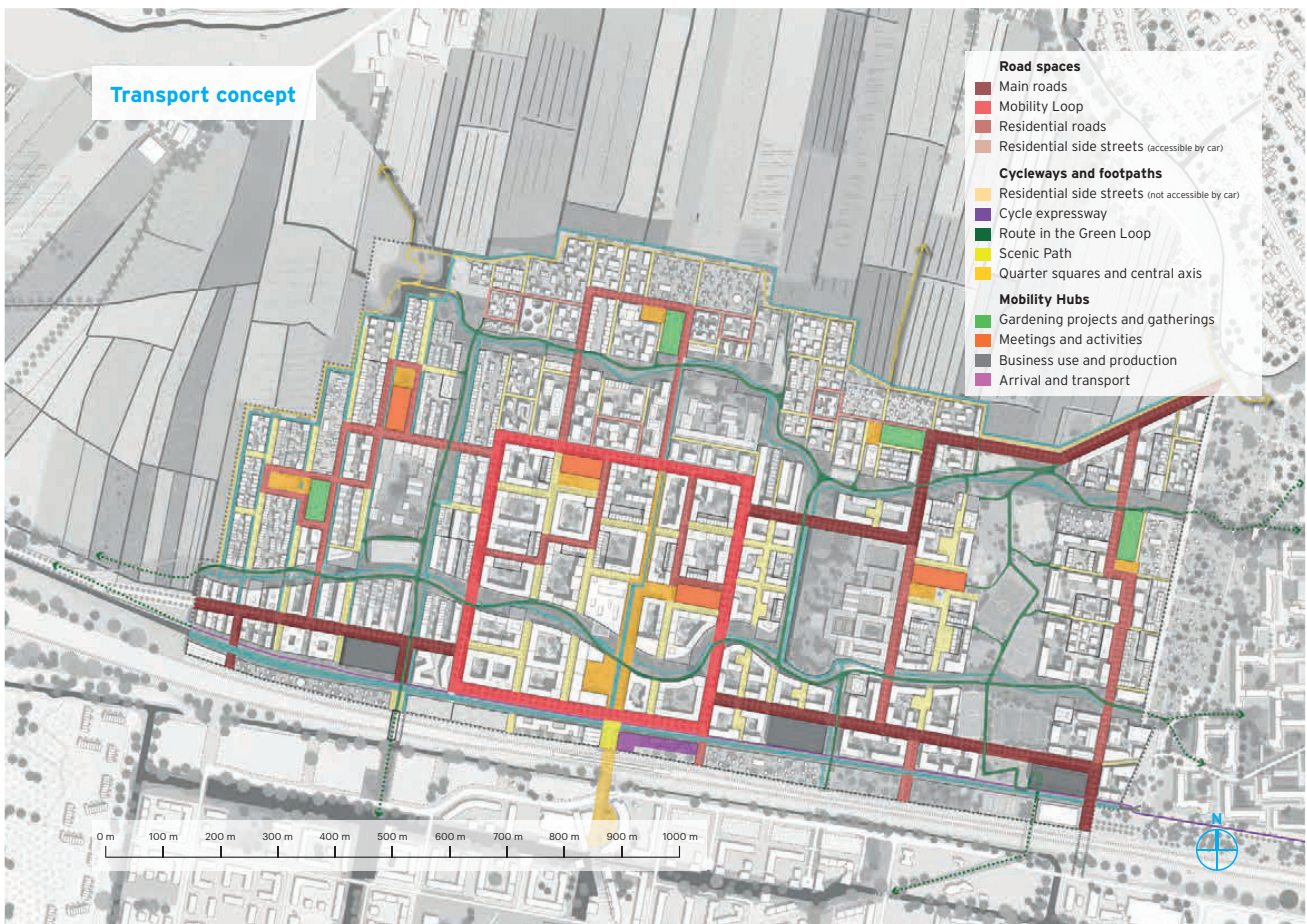 Transport concept
Road spaces
Main roads
Mobility Loop
Residential roads
Residential side streets (accessible by car)
Cycleways and footpaths
Residential side streets (not accessible by car)
Cycle expressway
Route in the Green Loop
Scenic Path
Quarter squares and central axis
Mobility Hubs
Gardening projects and gatherings
Meetings and activities
Business use and production
Arrival and transport
0 m 100 m 200 m 300 m 400 m 500 m 600 m 700 m 800 m 900 m 1000 m
N